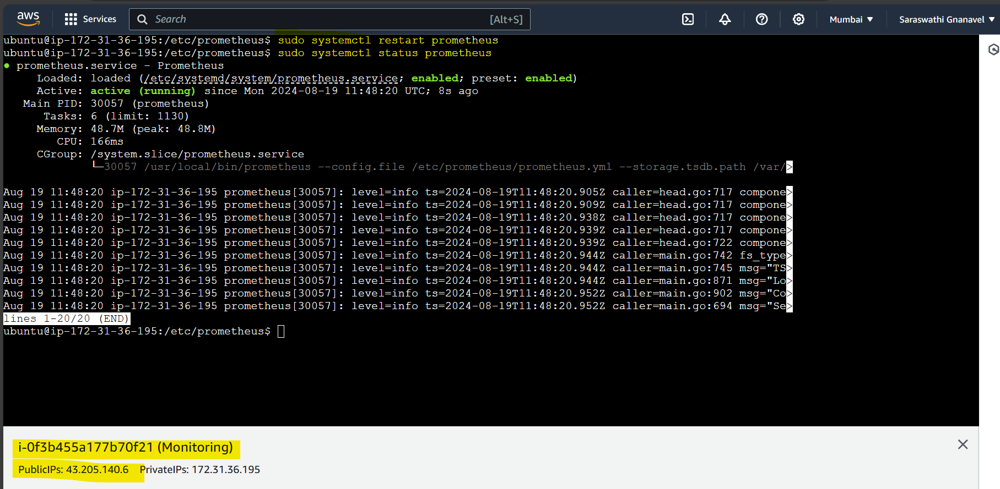 aws
Services
Search
[Alt+S]
Mumbai ▼
Saraswathi Gnanavel ▼
ubuntu@ip-172-31-36-195:/etc/prometheus$ sudo systemctl restart prometheus
ubuntu@ip-172-31-36-195:/etc/prometheus$ sudo systemctl status prometheus
● prometheus.service - Prometheus
Loaded: loaded (/etc/systemd/system/prometheus.service; enabled; preset: enabled)
Active: active (running) since Mon 2024-08-19 11:48:20 UTC; 8s ago
Main PID: 30057 (prometheus)
Tasks: 6 (limit: 1130)
Memory: 48.7M (peak: 48.8M)
CPU: 166ms
CGroup: /system.slice/prometheus.service
└─30057 /usr/local/bin/prometheus --config.file /etc/prometheus/prometheus.yml --storage.tsdb.path /var/>
Aug 19 11:48:20 ip-172-31-36-195 prometheus[30057]: level=info ts=2024-08-19T11:48:20.905Z caller=head.go:717 compone>
Aug 19 11:48:20 ip-172-31-36-195 prometheus[30057]: level=info ts=2024-08-19T11:48:20.909Z caller=head.go:717 compone>
Aug 19 11:48:20 ip-172-31-36-195 prometheus[30057]: level=info ts=2024-08-19T11:48:20.938Z caller=head.go:717 compone>
Aug 19 11:48:20 ip-172-31-36-195 prometheus[30057]: level=info ts=2024-08-19T11:48:20.939Z caller=head.go:717 compone>
Aug 19 11:48:20 ip-172-31-36-195 prometheus[30057]: level=info ts=2024-08-19T11:48:20.939Z caller=head.go:722 compone>
Aug 19 11:48:20 ip-172-31-36-195 prometheus[30057]: level=info ts=2024-08-19T11:48:20.944Z caller=main.go:742 fs_type>
Aug 19 11:48:20 ip-172-31-36-195 prometheus[30057]: level=info ts=2024-08-19T11:48:20.944Z caller=main.go:745 msg="TS>
Aug 19 11:48:20 ip-172-31-36-195 prometheus[30057]: level=info ts=2024-08-19T11:48:20.944Z caller=main.go:871 msg="Lo>
Aug 19 11:48:20 ip-172-31-36-195 prometheus[30057]: level=info ts=2024-08-19T11:48:20.952Z caller=main.go:902 msg="Co>
Aug 19 11:48:20 ip-172-31-36-195 prometheus[30057]: level=info ts=2024-08-19T11:48:20.952Z caller=main.go:694 msg="Se>
lines 1-20/20 (END)
ubuntu@ip-172-31-36-195:/etc/prometheus$
i-0f3b455a177b70f21 (Monitoring)
PublicIPs: 43.205.140.6 PrivateIPs: 172.31.36.195